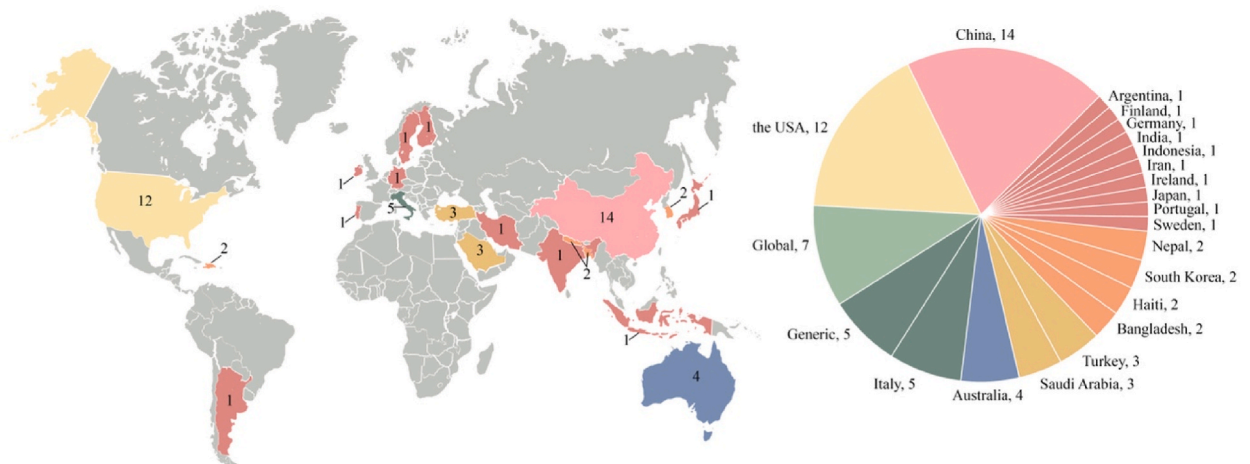 1
1
1
1
5
3
14
2
1
12
2
3
1
1
2
1
4
1
China, 14
the USA, 12
Global, 7
Generic, 5
Italy, 5
Australia, 4
Saudi Arabia, 3
Turkey, 3
Bangladesh, 2
Haiti, 2
South Korea, 2
Nepal, 2
Sweden, 1
Portugal, 1
Japan, 1
Ireland, 1
Iran, 1
Indonesia, 1
India, 1
Germany, 1
Finland, 1
Argentina, 1